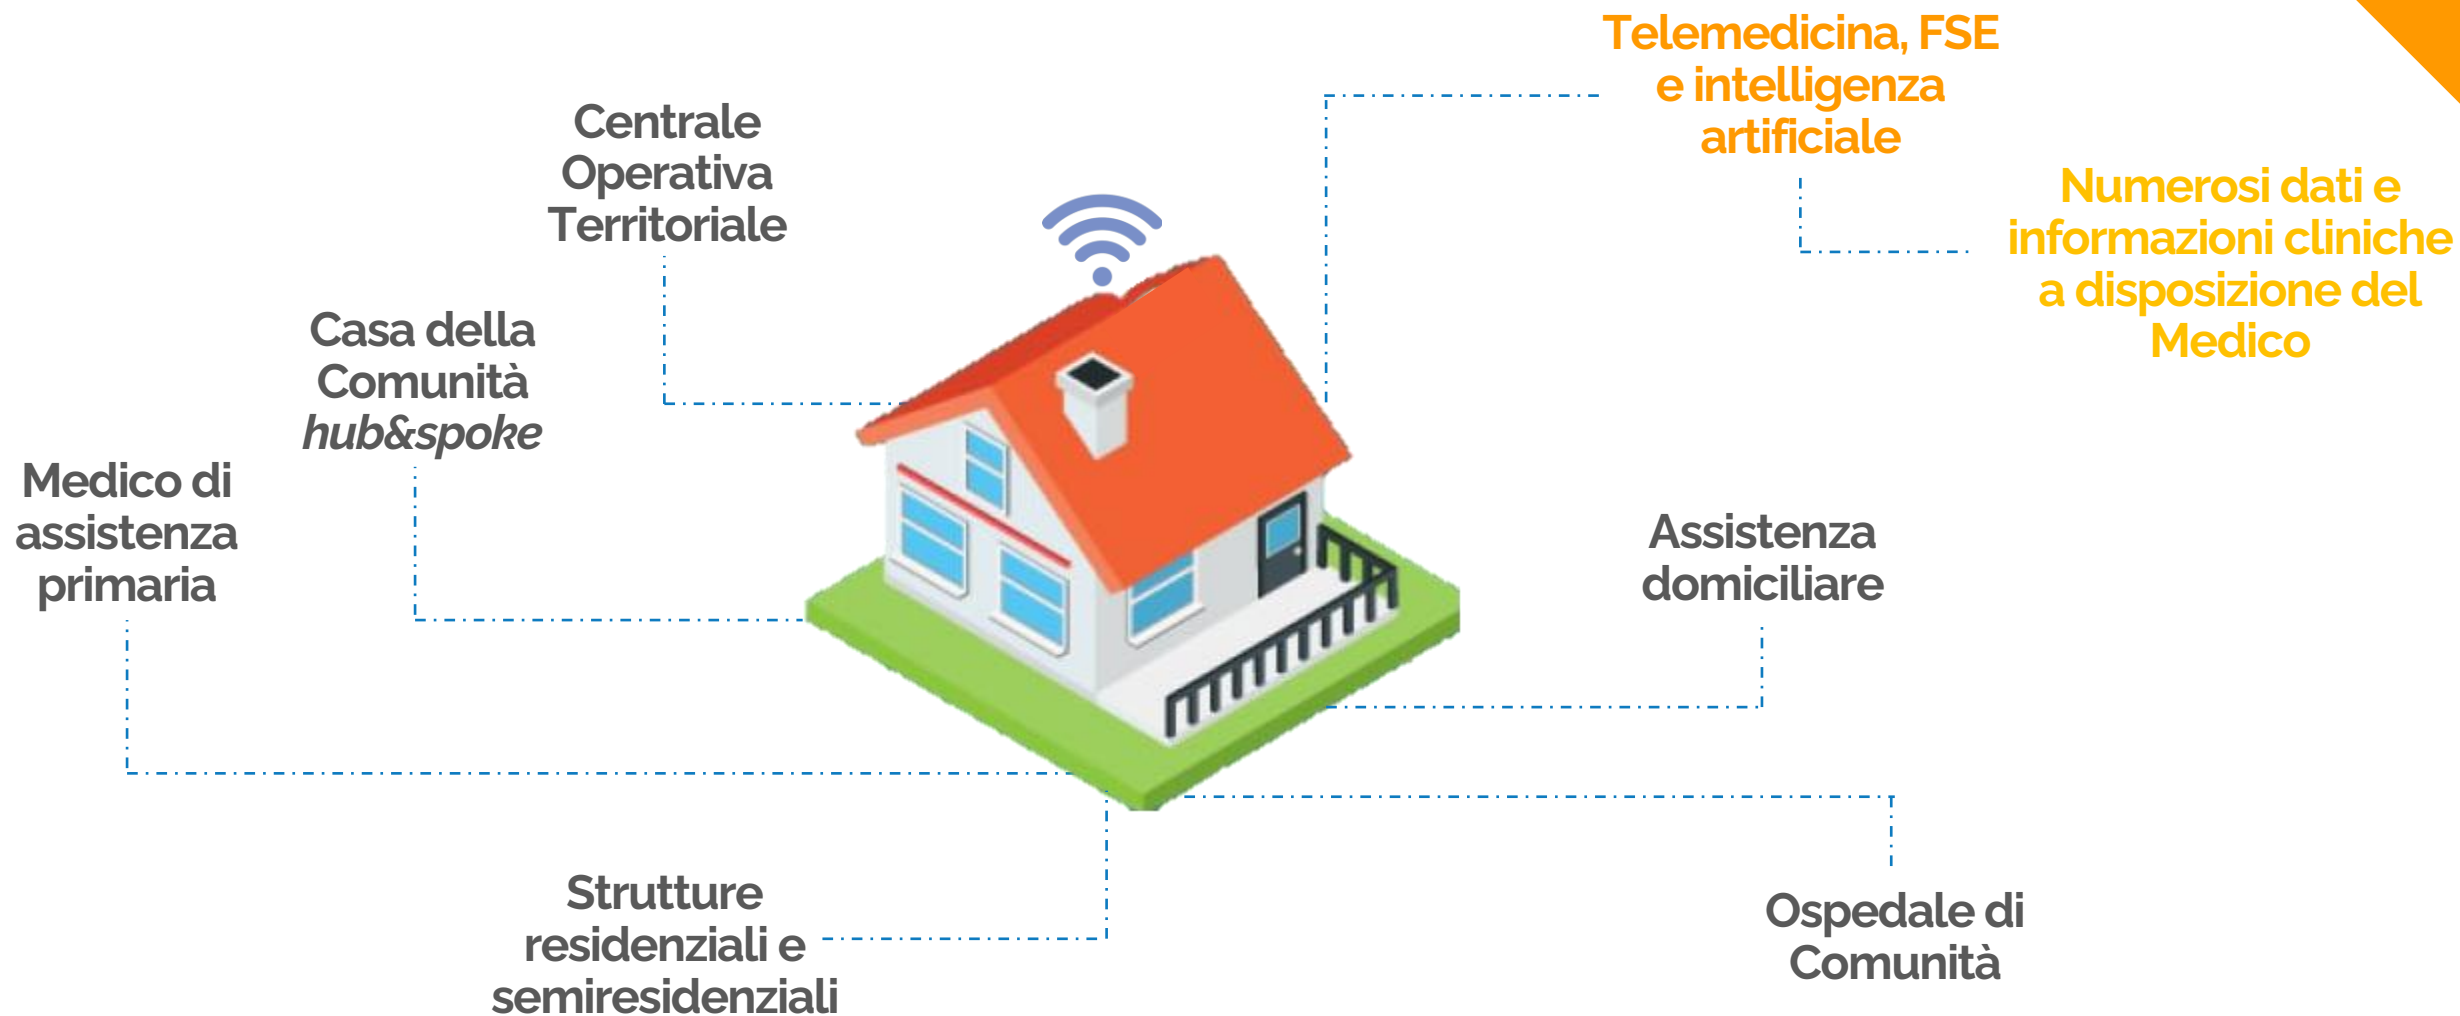 Telemedicina, FSE
e intelligenza
artificiale
Centrale
Operativa
Territoriale
Numerosi dati e
informazioni cliniche
a disposizione del
Medico
Casa della
Comunità
hub&spoke
Medico di
assistenza
primaria
Assistenza
domiciliare
Strutture
residenziali e
semiresidenziali
Ospedale di
Comunità